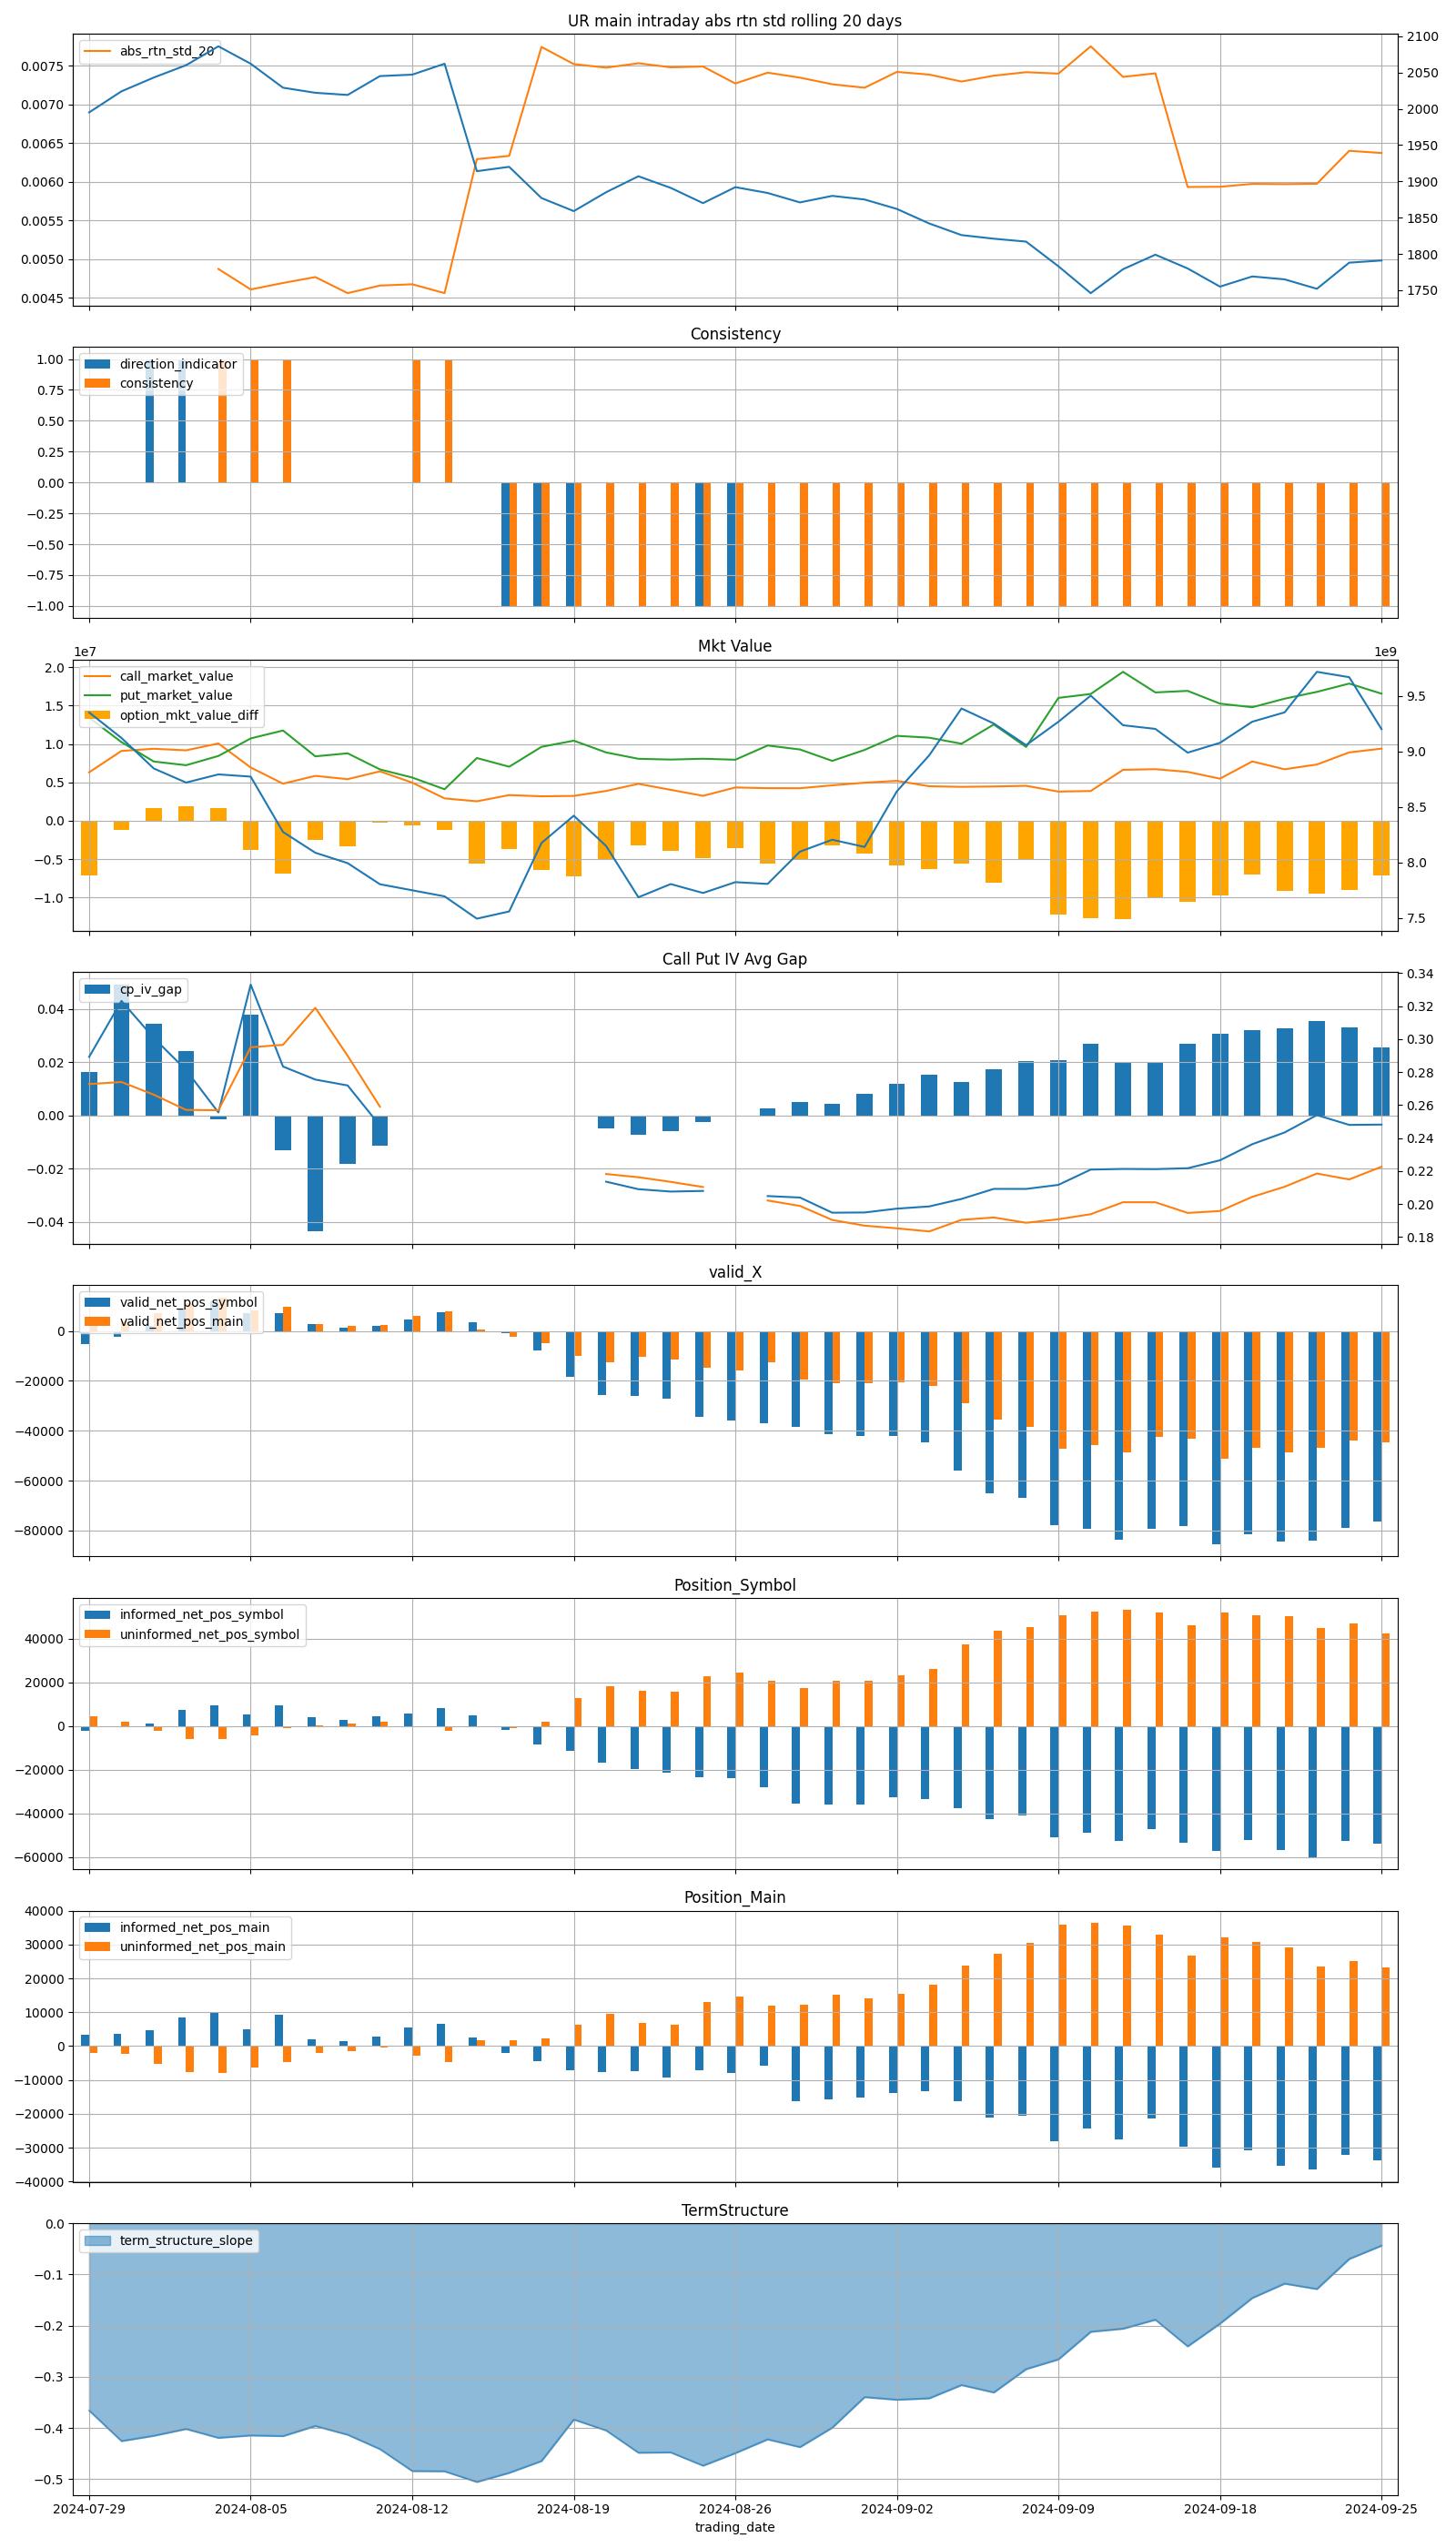 UR main intraday abs rtn std rolling 20 days
abs_rtn_std_20
0.0075
0.0070
0.0065
0.0060
0.0055
0.0050
0.0045
2100
2050
2000
1950
1900
1850
1800
1750
Consistency
direction_indicator
consistency
1.00
0.75
0.50
0.25
0.00
−0.25
−0.50
−0.75
−1.00
Mkt Value
1e7
1e9
call_market_value
put_market_value
option_mkt_value_diff
2.0
1.5
1.0
0.5
0.0
−0.5
−1.0
9.5
9.0
8.5
8.0
7.5
Call Put IV Avg Gap
cp_iv_gap
0.04
0.02
0.00
−0.02
−0.04
0.34
0.32
0.30
0.28
0.26
0.24
0.22
0.20
0.18
valid_X
valid_net_pos_symbol
valid_net_pos_main
0
−20000
−40000
−60000
−80000
Position_Symbol
informed_net_pos_symbol
uninformed_net_pos_symbol
40000
20000
0
−20000
−40000
−60000
Position_Main
informed_net_pos_main
uninformed_net_pos_main
40000
30000
20000
10000
0
−10000
−20000
−30000
−40000
TermStructure
term_structure_slope
0.0
−0.1
−0.2
−0.3
−0.4
−0.5
2024-07-29 2024-08-05 2024-08-12 2024-08-19 2024-08-26 2024-09-02 2024-09-09 2024-09-18 2024-09-25
trading_date